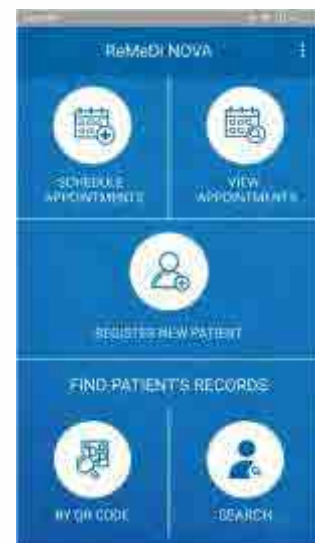 ReMeDi NOVA
SCHEDULE
APPOINTMENTS
VIEW
APPOINTMENTS
REGISTER NEW PATIENT
FIND PATIENT'S RECORDS
BY QR CODE
SEARCH